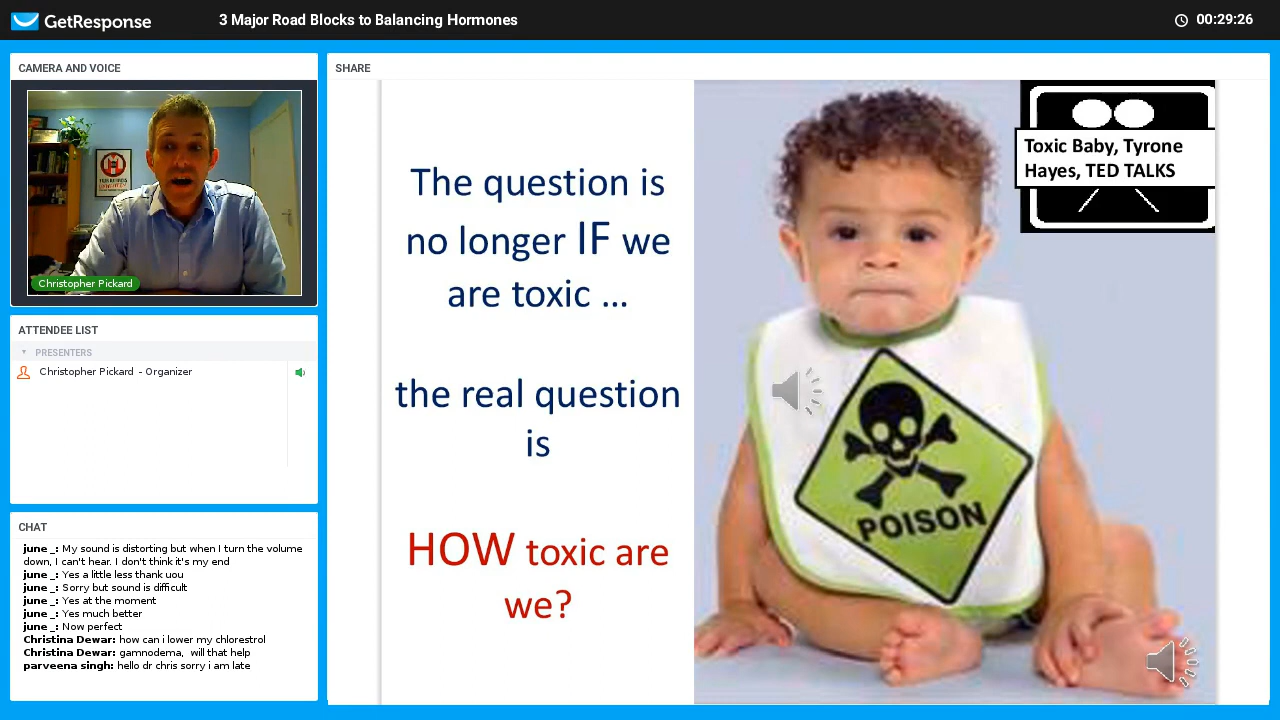 GetResponse
3 Major Road Blocks to Balancing Hormones
00:29:26
CAMERA AND VOICE
Christopher Pickard
ATTENDEE LIST
PRESENTERS
Christopher Pickard - Organizer
CHAT
june _: My sound is distorting but when I turn the volume
down, I can't hear. I don't think it's my end
june _: Yes a little less thank uou
june _: Sorry but sound is difficult
june _: Yes at the moment
june _: Yes much better
june _: Now perfect
Christina Dewar: how can i lower my chlorestrol
Christina Dewar: gamnodema, will that help
parveena singh: hello dr chris sorry i am late
SHARE
The question is
no longer IF we
are toxic ...
the real question
is
HOW toxic are
we?
Toxic Baby, Tyrone
Hayes, TED TALKS
POISON